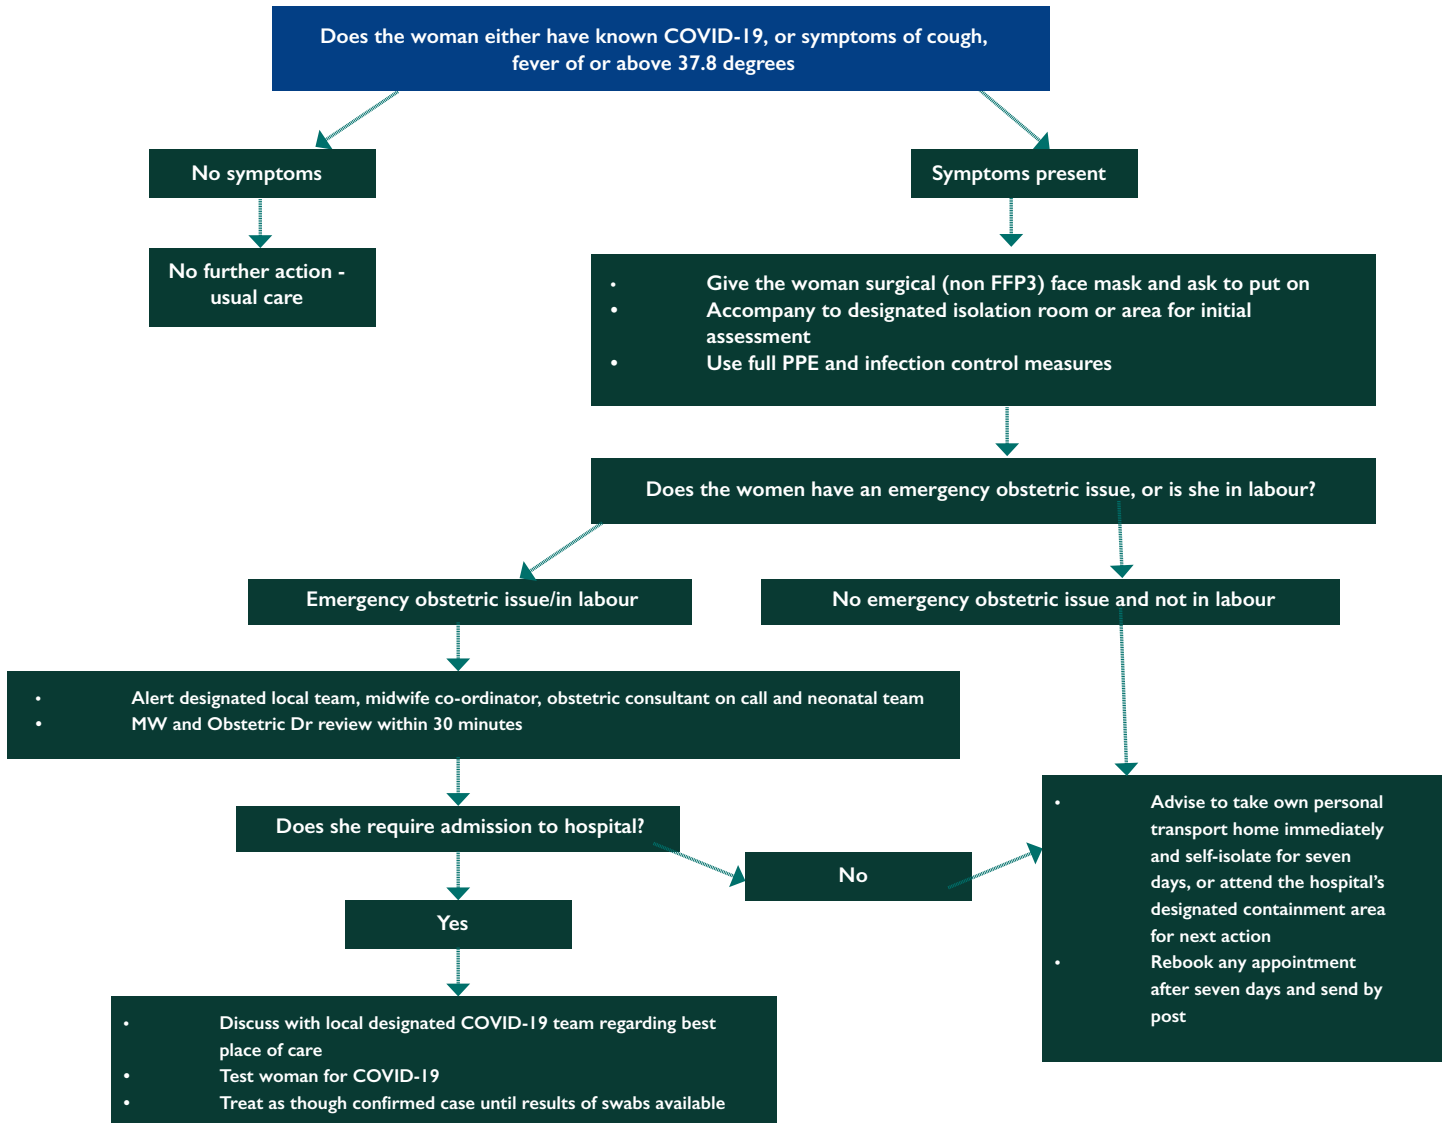 Does the woman either have known COVID-19, or symptoms of cough,
fever of or above 37.8 degrees
No symptoms
Symptoms present
No further action -
usual care
• Give the woman surgical (non FFP3) face mask and ask to put on
• Accompany to designated isolation room or area for initial
assessment
• Use full PPE and infection control measures
Does the women have an emergency obstetric issue, or is she in labour?
Emergency obstetric issue/in labour
No emergency obstetric issue and not in labour
• Alert designated local team, midwife co-ordinator, obstetric consultant on call and neonatal team
• MW and Obstetric Dr review within 30 minutes
Does she require admission to hospital?
No
Yes
• Advise to take own personal
transport home immediately
and self-isolate for seven
days, or attend the hospital's
designated containment area
for next action
• Rebook any appointment
after seven days and send by
post
• Discuss with local designated COVID-19 team regarding best
place of care
• Test woman for COVID-19
• Treat as though confirmed case until results of swabs available